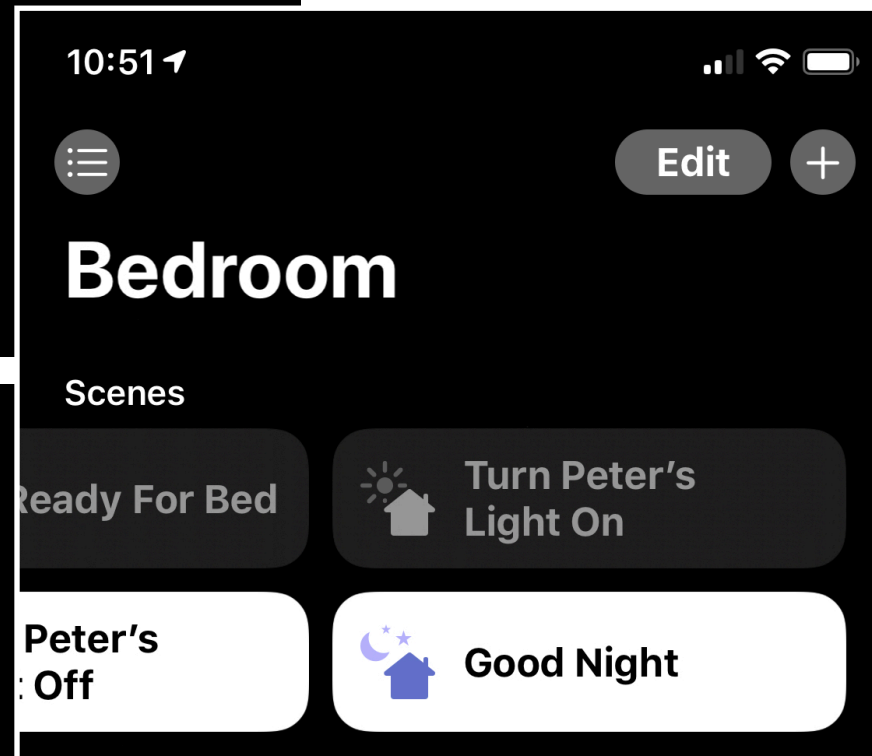 10:51
Edit
Bedroom
Scenes
Ready For Bed
Turn Peter’s
Light On
Peter’s
Off
Good Night